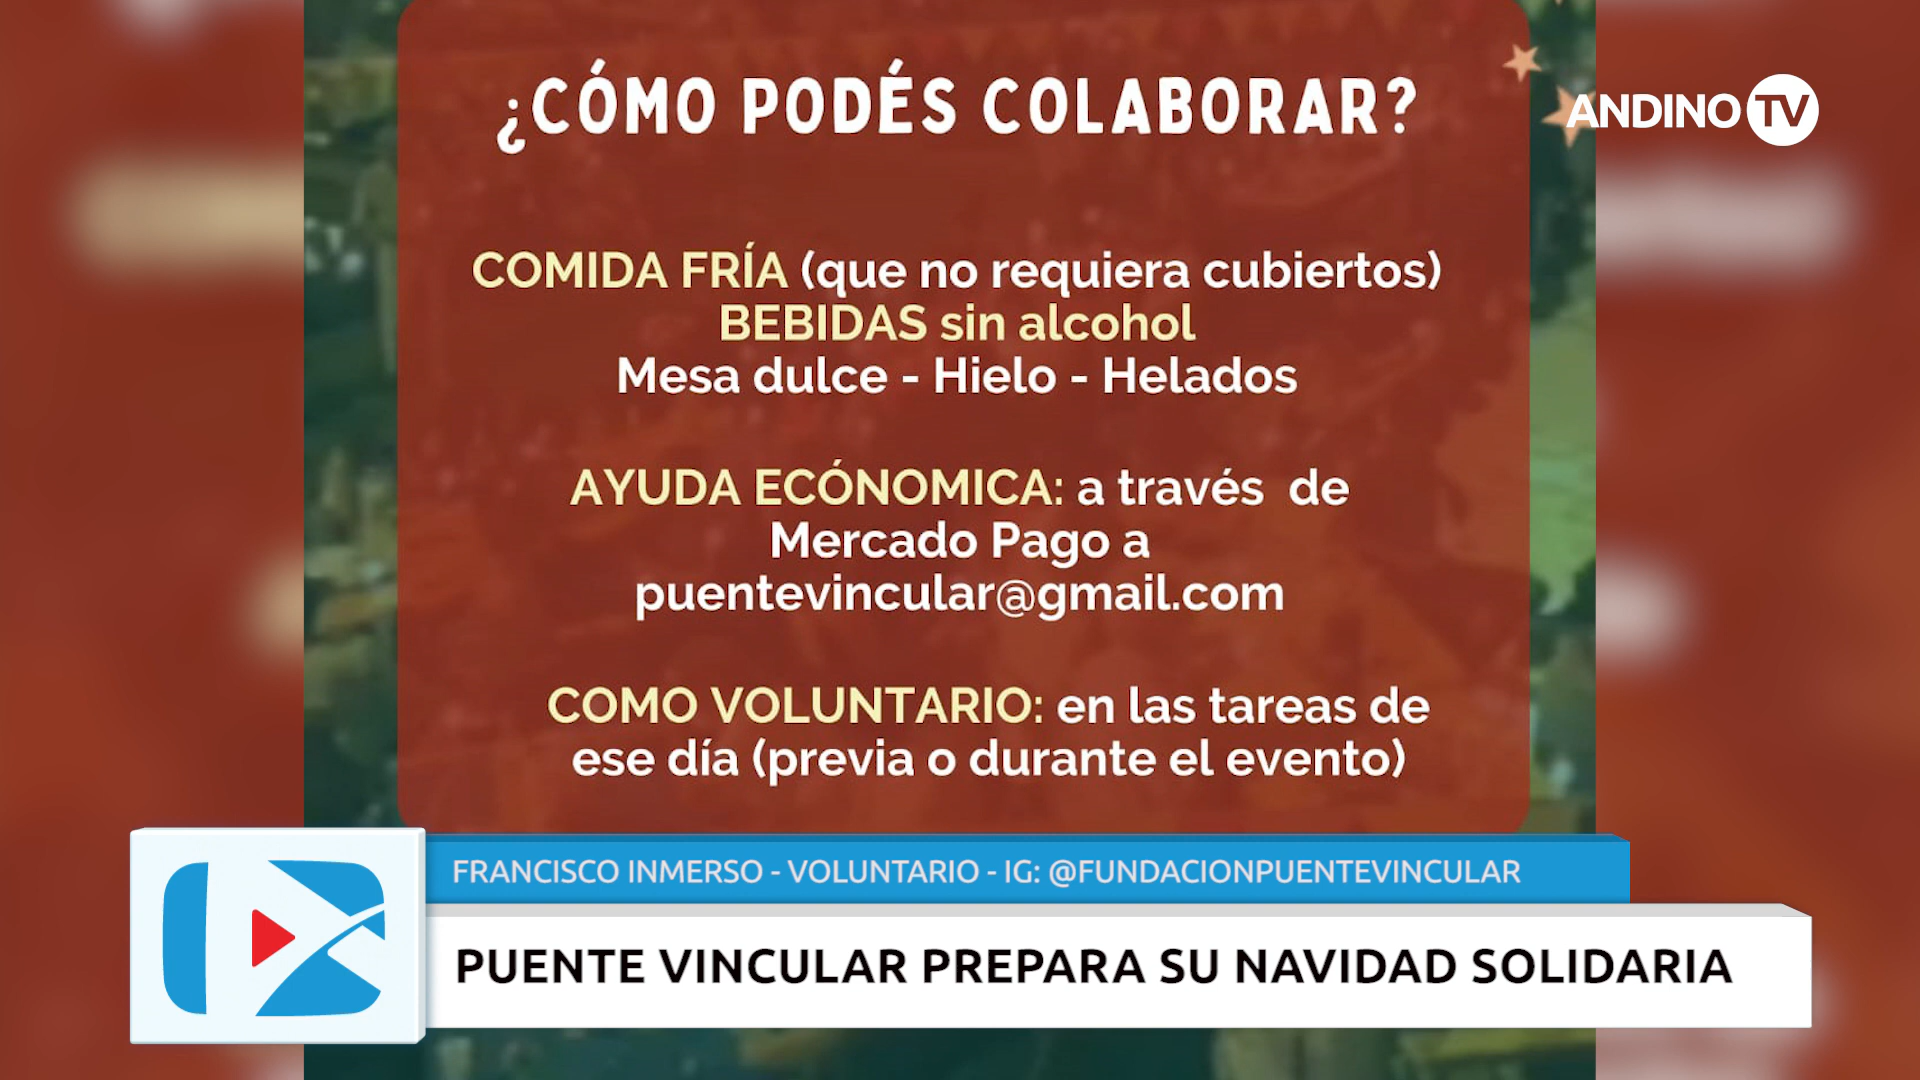 ¿CÓMO PODÉS COLABORAR?
ANDINO TV
COMIDA FRÍA (que no requiera cubiertos)
BEBIDAS sin alcohol
Mesa dulce - Hielo - Helados
AYUDA ECÓNOMICA: a través de
Mercado Pago a
puentevincular@gmail.com
COMO VOLUNTARIO: en las tareas de
ese día (previa o durante el evento)
FRANCISCO INMERSO - VOLUNTARIO - IG: @FUNDACIONPUENTEVINCULAR
PUENTE VINCULAR PREPARA SU NAVIDAD SOLIDARIA